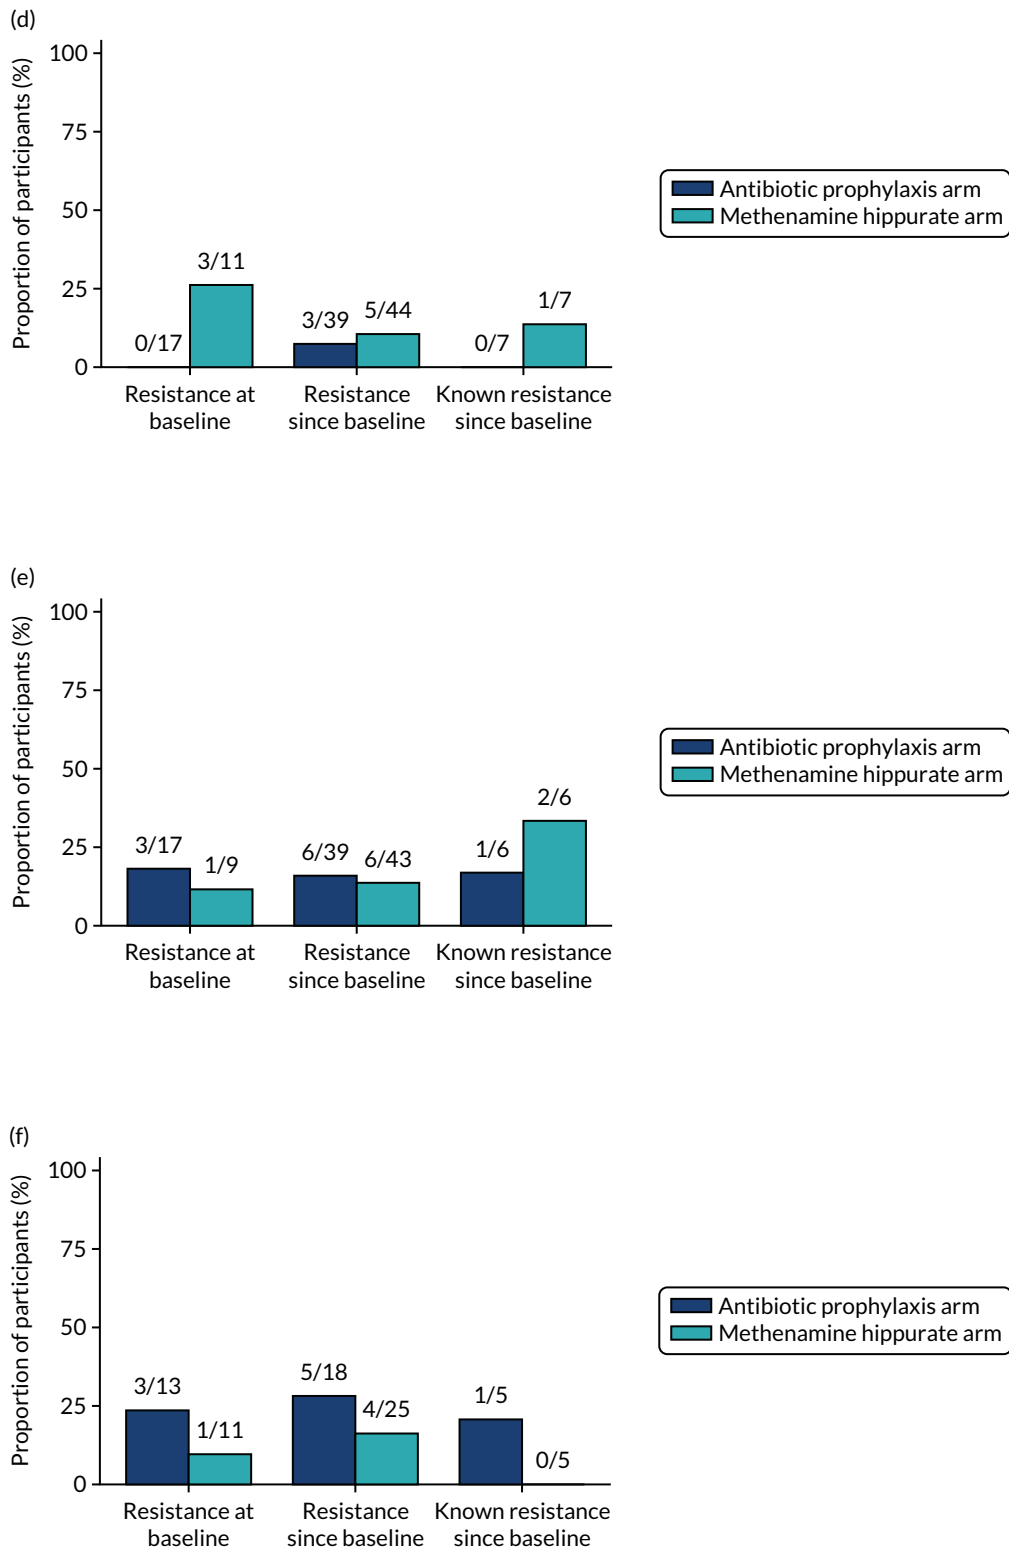 (d)
Proportion of participants (%)
100
75
50
25
0
0/17
3/11
3/39
5/44
0/7
1/7
Resistance at
baseline
Resistance
since baseline
Known resistance
since baseline
Antibiotic prophylaxis arm
Methenamine hippurate arm
(e)
Proportion of participants (%)
100
75
50
25
0
3/17
1/9
6/39
6/43
1/6
2/6
Resistance at
baseline
Resistance
since baseline
Known resistance
since baseline
Antibiotic prophylaxis arm
Methenamine hippurate arm
(f)
Proportion of participants (%)
100
75
50
25
0
3/13
1/11
5/18
4/25
1/5
0/5
Resistance at
baseline
Resistance
since baseline
Known resistance
since baseline
Antibiotic prophylaxis arm
Methenamine hippurate arm